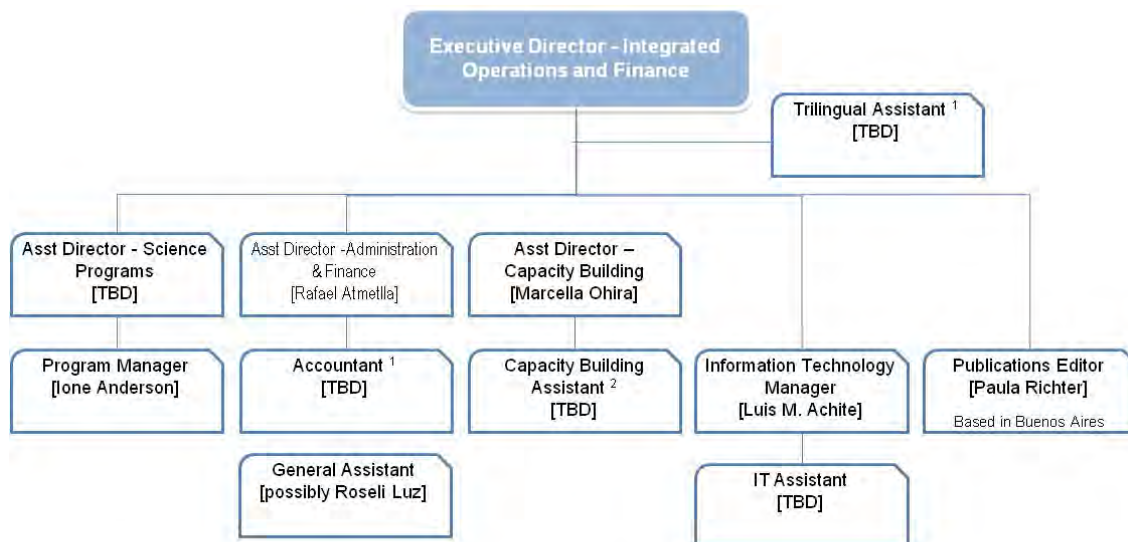 Executive Director - Integrated
Operations and Finance
Trilingual Assistant ¹
[TBD]
Asst Director - Science
Programs
[TBD]
Asst Director -Administration
& Finance
[Rafael Atmetlla]
Asst Director –
Capacity Building
[Marcella Ohira]
Program Manager
[Ione Anderson]
Accountant ¹
[TBD]
Capacity Building
Assistant ²
[TBD]
Information Technology
Manager
[Luis M. Achite]
Publications Editor
[Paula Richter]
Based in Buenos Aires
General Assistant
[possibly Roseli Luz]
IT Assistant
[TBD]